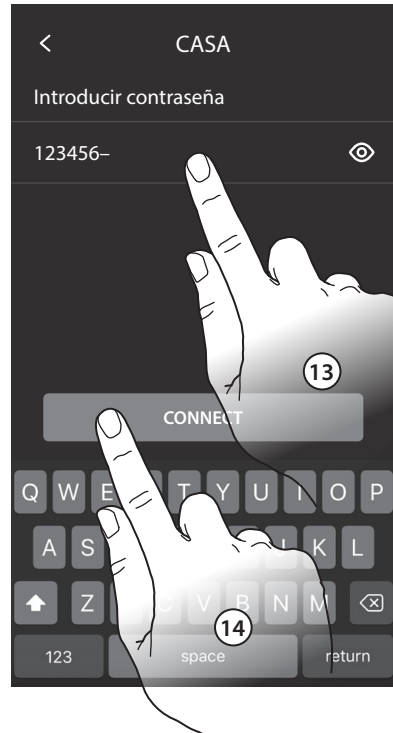 CASA
Introducir contraseña
123456–
13
CONNECT
Q W E T Y U I O P
A S J K L
Z C V B N M
14
123 space return